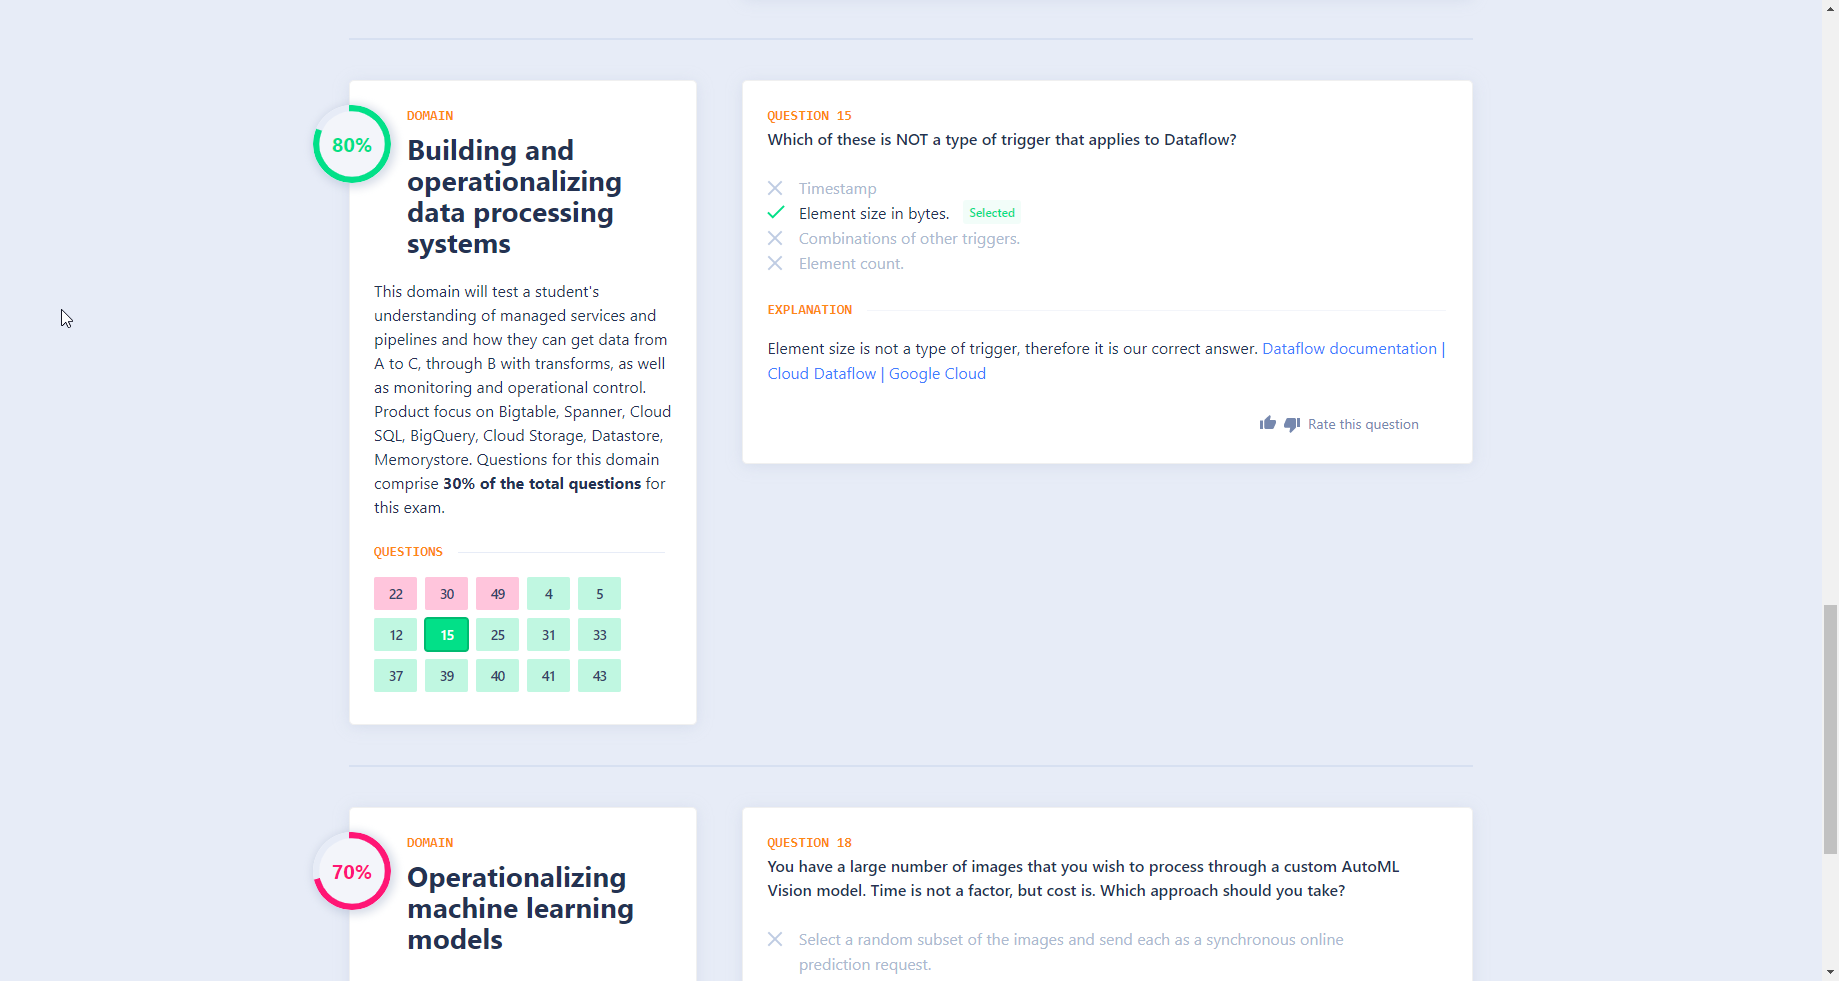 80%
DOMAIN
Building and
operationalizing
data processing
systems
This domain will test a student's
understanding of managed services and
pipelines and how they can get data from
A to C, through B with transforms, as well
as monitoring and operational control.
Product focus on Bigtable, Spanner, Cloud
SQL, BigQuery, Cloud Storage, Datastore,
Memorystore. Questions for this domain
comprise 30% of the total questions for
this exam.
QUESTIONS
22 30 49 4 5
12 15 25 31 33
37 39 40 41 43
QUESTION 15
Which of these is NOT a type of trigger that applies to Dataflow?
Timestamp
Element size in bytes. Selected
Combinations of other triggers.
Element count.
EXPLANATION
Element size is not a type of trigger, therefore it is our correct answer. Dataflow documentation |
Cloud Dataflow | Google Cloud
Rate this question
70%
DOMAIN
Operationalizing
machine learning
models
QUESTION 18
You have a large number of images that you wish to process through a custom AutoML
Vision model. Time is not a factor, but cost is. Which approach should you take?
Select a random subset of the images and send each as a synchronous online
prediction request.